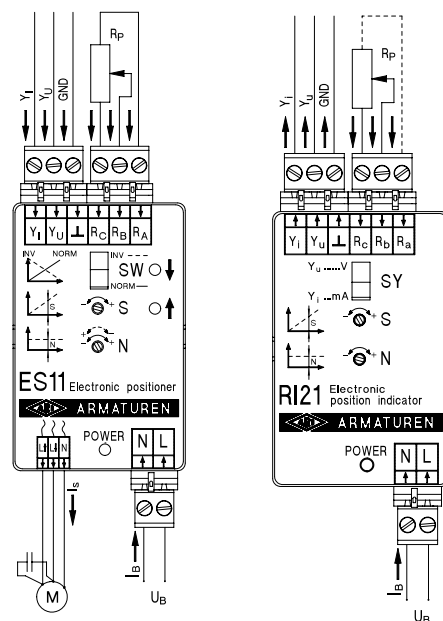 Y_I Y_U GND R_P
Y_I Y_U ⊥ R_C R_B R_A
INV NORM INV
SW
NORM
S S
N N
ES11 Electronic positioner
ARI ARMATUREN
POWER N L
L L N
I_S
M
I_B
U_B
Y_i Y_u GND R_P
Y_i Y_u ⊥ R_c R_b R_a
Y_u ......V
SY
Y_i ...mA
S S
N N
RI21 Electronic
position indicator
ARI ARMATUREN
POWER N L
I_B
U_B